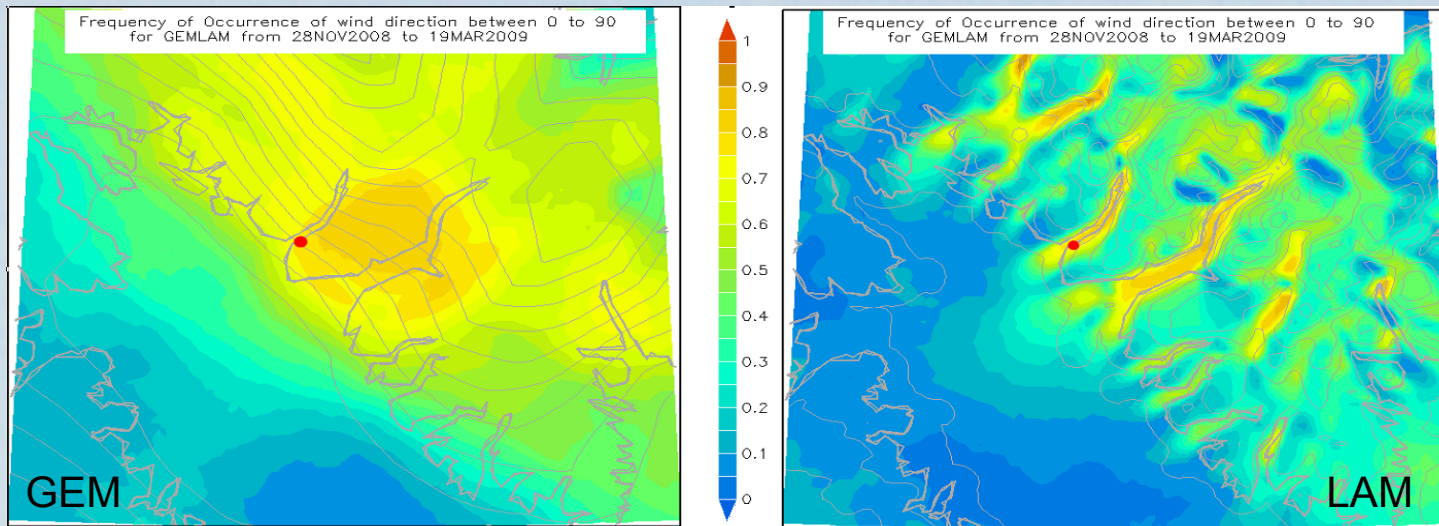 Frequency of Occurrence of wind direction between 0 to 90
for GEMLAM from 28NOV2008 to 19MAR2009
GEM
1
0.9
0.8
0.7
0.6
0.5
0.4
0.3
0.2
0.1
0
Frequency of Occurrence of wind direction between 0 to 90
for GEMLAM from 28NOV2008 to 19MAR2009
LAM